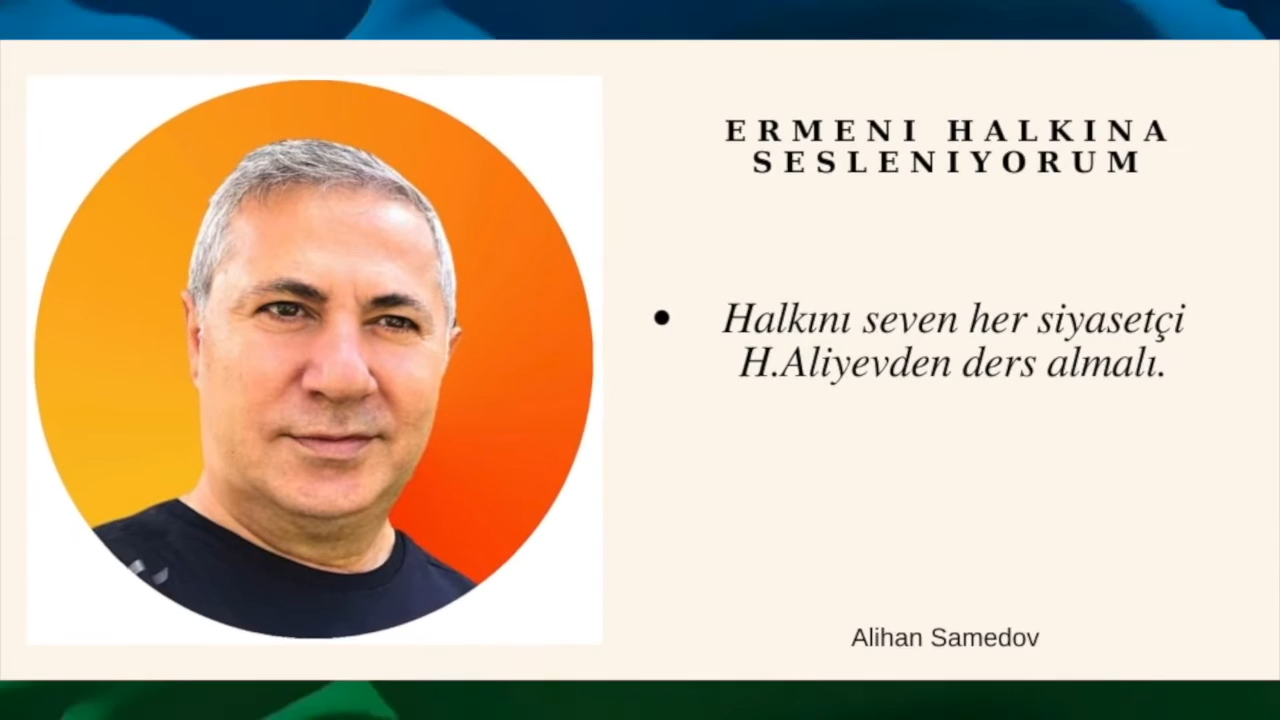 ERMENI HALKINA
SESLENIYORUM
• Halkını seven her siyasetçi
H.Aliyevden ders almalı.
Alihan Samedov